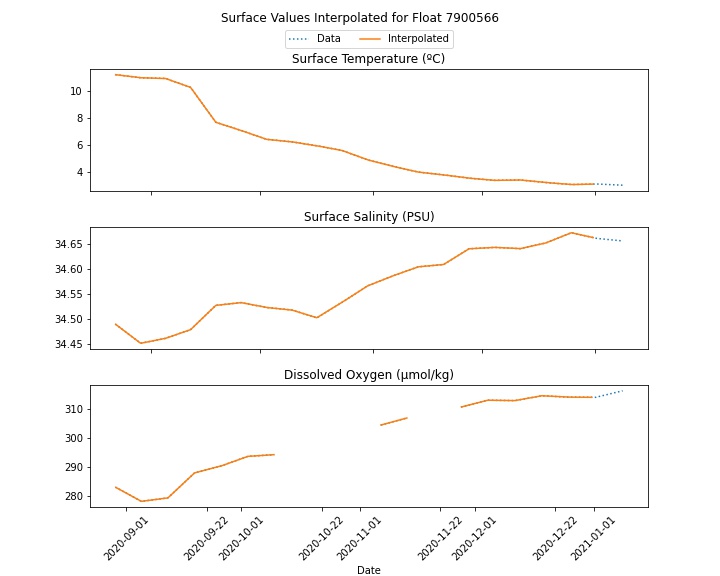 Surface Values Interpolated for Float 7900566
Data Interpolated
Surface Temperature (ºC)
10
8
6
4
Surface Salinity (PSU)
34.65
34.60
34.55
34.50
34.45
Dissolved Oxygen (μmol/kg)
310
300
290
280
2020-09-01 2020-09-22 2020-10-01 2020-10-22 2020-11-01 2020-11-22 2020-12-01 2020-12-22 2021-01-01
Date